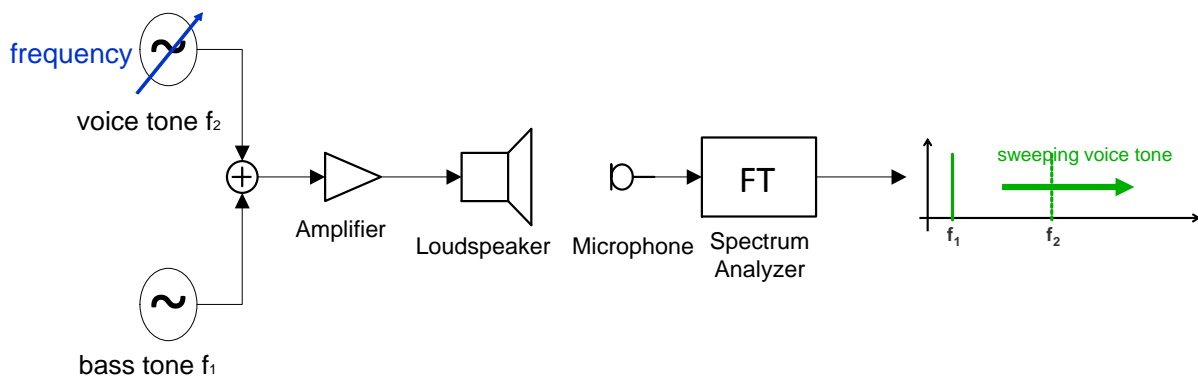 frequency
voice tone f₂
+
Amplifier
Loudspeaker
Microphone
FT
Spectrum
Analyzer
sweeping voice tone
f₁
f₂
bass tone f₁